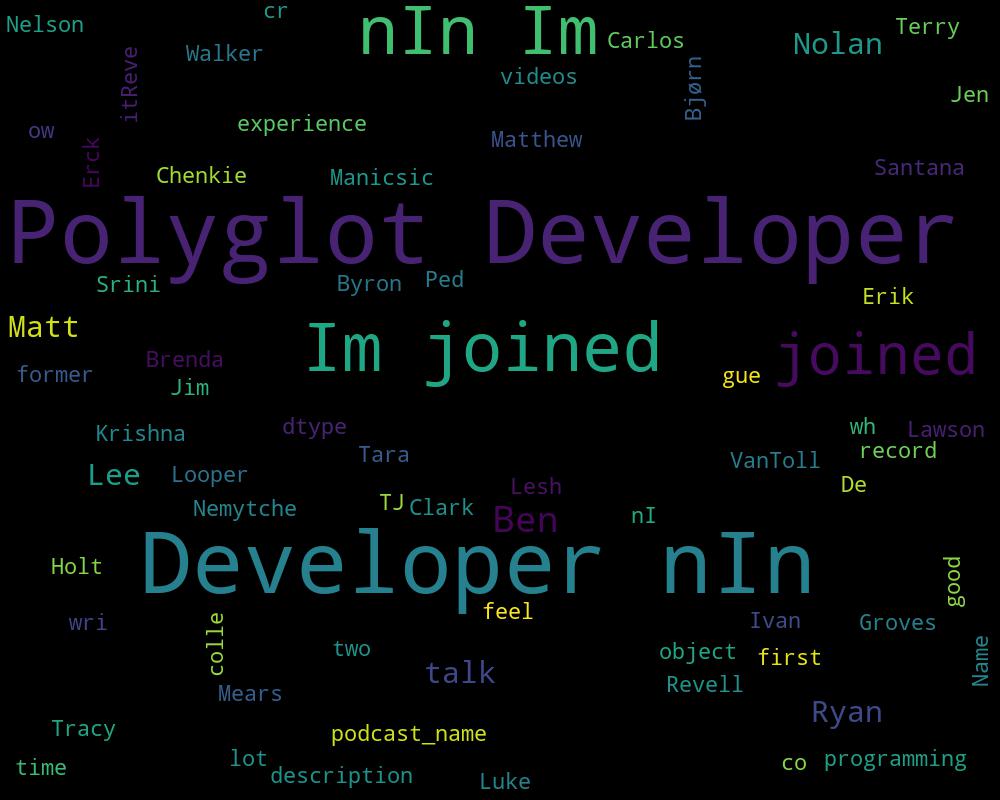 cr
nIn Im
Nelson
Terry
Carlos
Nolan
Walker
videos
itReve
Bjørn
Jen
experience
ow
Matthew
Erck
Santana
Chenkie
Manicsic
Polyglot Developer
Srini
Byron
Ped
Erik
Matt
Im joined
joined
Brenda
former
Jim
gue
Krishna
dtype
wh
Lawson
Tara
record
VanToll
Lee
Looper
De
Lesh
Nemytche
TJ
Clark
Ben
nI
Developer nIn
Holt
good
feel
wri
Ivan
Groves
colle
two
object
first
Name
talk
Revell
Mears
Ryan
Tracy
podcast_name
time
lot
description
Luke
co
programming